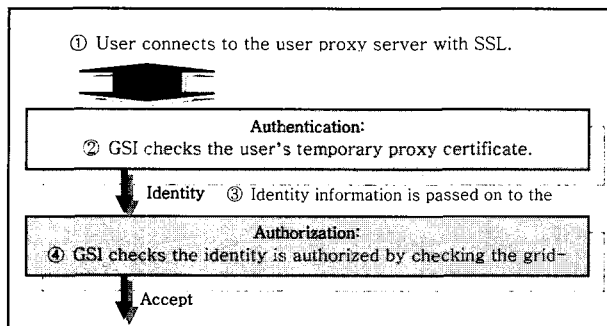 ① User connects to the user proxy server with SSL.
Authentication:
② GSI checks the user's temporary proxy certificate.
Identity ③ Identity information is passed on to the
Authorization:
④ GSI checks the identity is authorized by checking the grid-
Accept